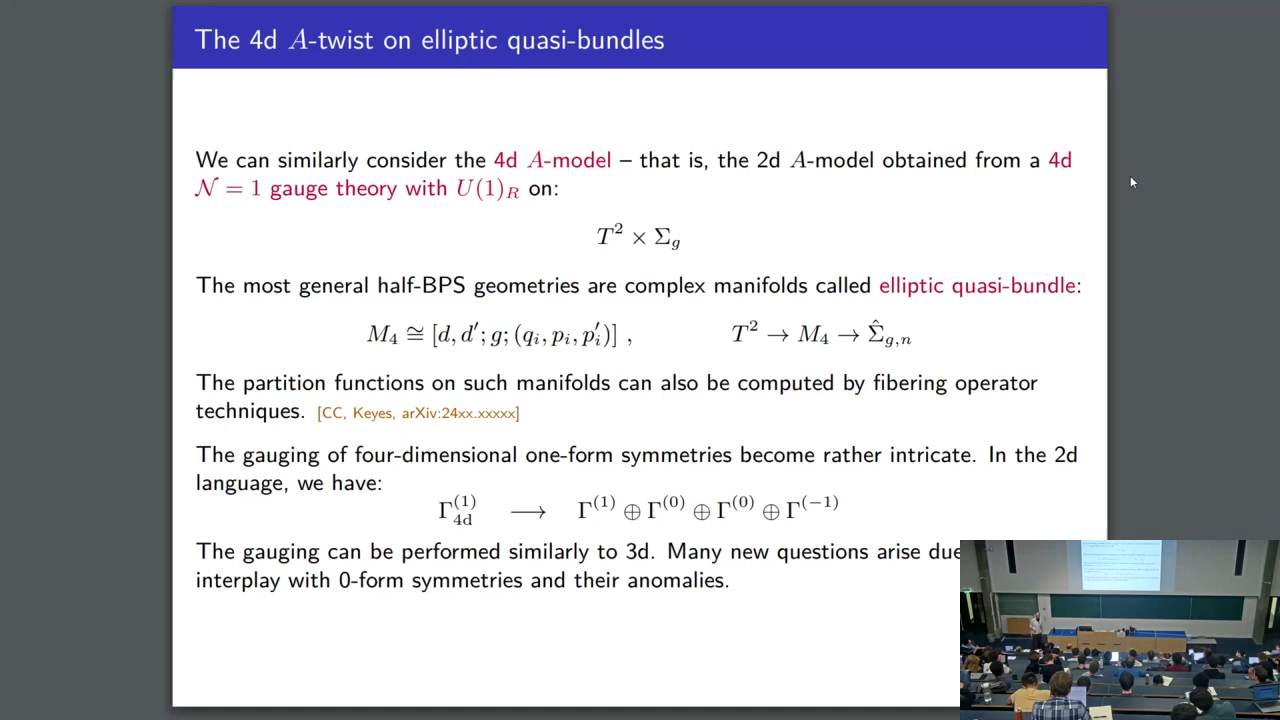 The 4d A-twist on elliptic quasi-bundles
We can similarly consider the 4d A-model – that is, the 2d A-model obtained from a 4d
𝒩 = 1 gauge theory with U(1)_R on:
T² × Σ_g
The most general half-BPS geometries are complex manifolds called elliptic quasi-bundle:
M₄ ≅ [d, d′; g; (q_i, p_i, p′_i)] , T² → M₄ → Σ̂_{g,n}
The partition functions on such manifolds can also be computed by fibering operator
techniques. [CC, Keyes, arXiv:24xx.xxxxx]
The gauging of four-dimensional one-form symmetries become rather intricate. In the 2d
language, we have:
Γ^{(1)}_{4d} ⟶ Γ^{(1)} ⊕ Γ^{(0)} ⊕ Γ^{(0)} ⊕ Γ^{(−1)}
The gauging can be performed similarly to 3d. Many new questions arise due
interplay with 0-form symmetries and their anomalies.